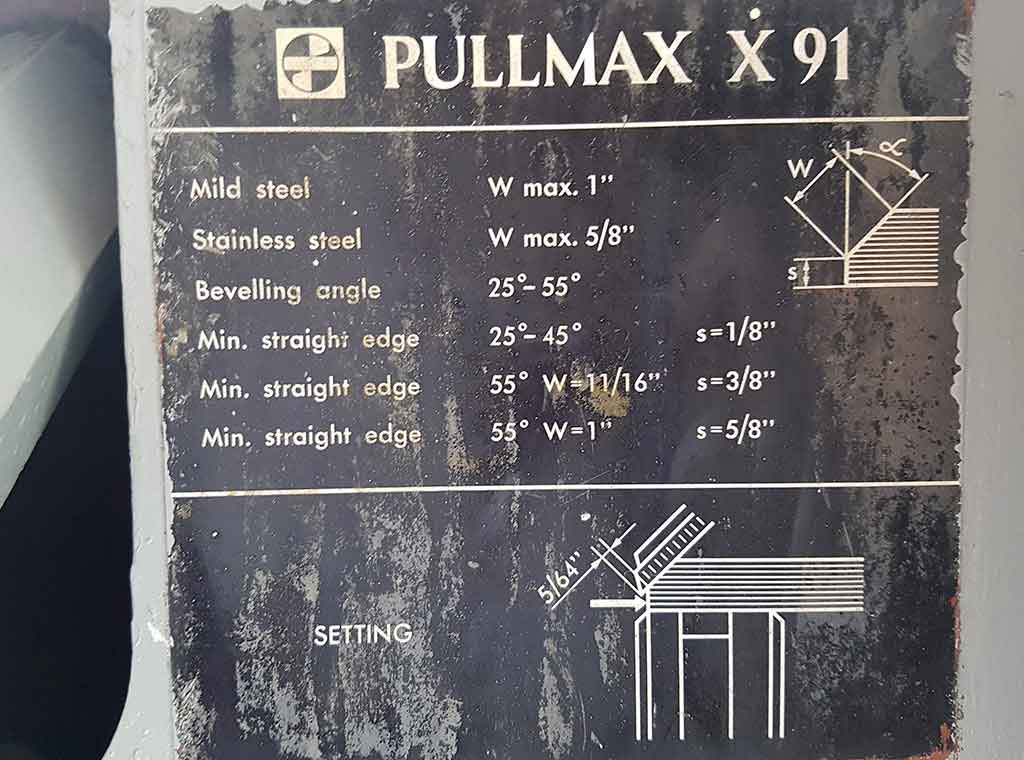 PULLMAX X 91
W α
Mild steel W max. 1"
Stainless steel W max. 5/8"
s
Bevelling angle 25°-55°
Min. straight edge 25°-45° s=1/8"
Min. straight edge 55° W=11/16" s=3/8"
Min. straight edge 55° W=1" s=5/8"
5/64"
SETTING